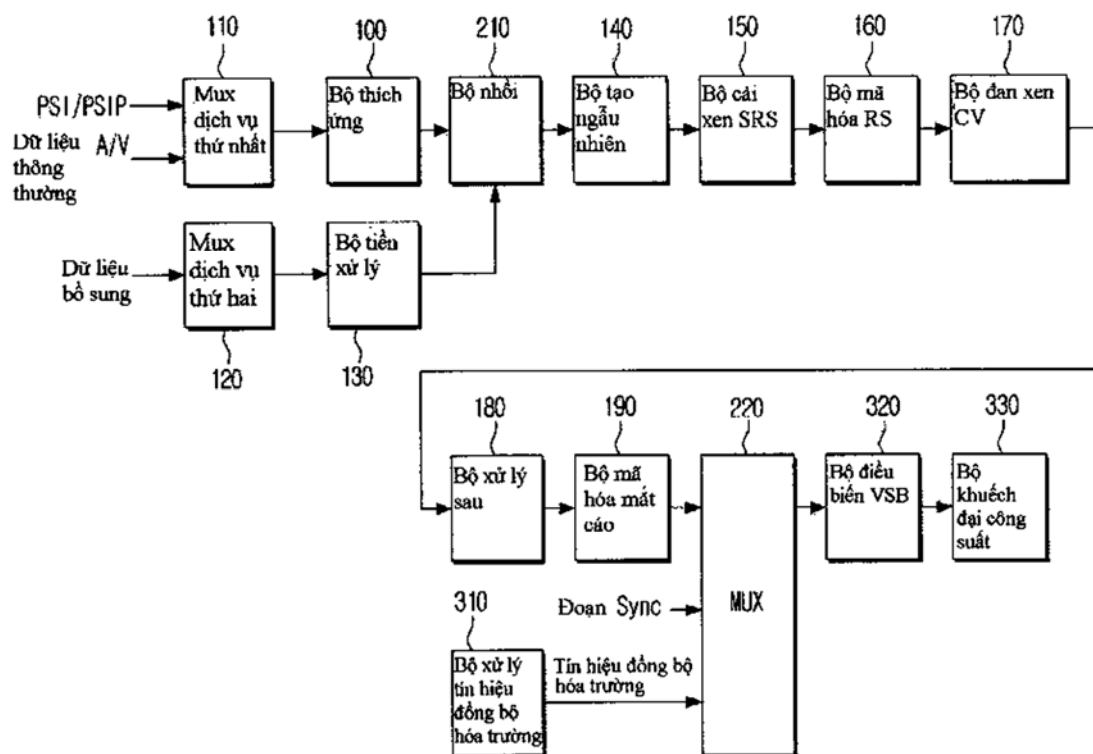 110
100
210
140
150
160
170
PSI/PSIP
Dữ liệu A/V
thông
thường
Mux
dịch vụ
thứ nhất
Bộ thích
ứng
Bộ nhồi
Bộ tạo
ngẫu
nhiên
Bộ cải
xen SRS
Bộ mã
hóa RS
Bộ đan xen
CV
Dữ liệu
bổ sung
Mux
dịch vụ
thứ hai
Bộ tiền
xử lý
120
130
180
190
220
320
330
Bộ xử lý
sau
Bộ mã
hóa mắt
cáo
MUX
Bộ điều
biến VSB
Bộ
khuếch
đại công
suất
Đoạn Sync
310
Bộ xử lý
tín hiệu
đồng bộ
hóa trường
Tín hiệu đồng bộ
hóa trường